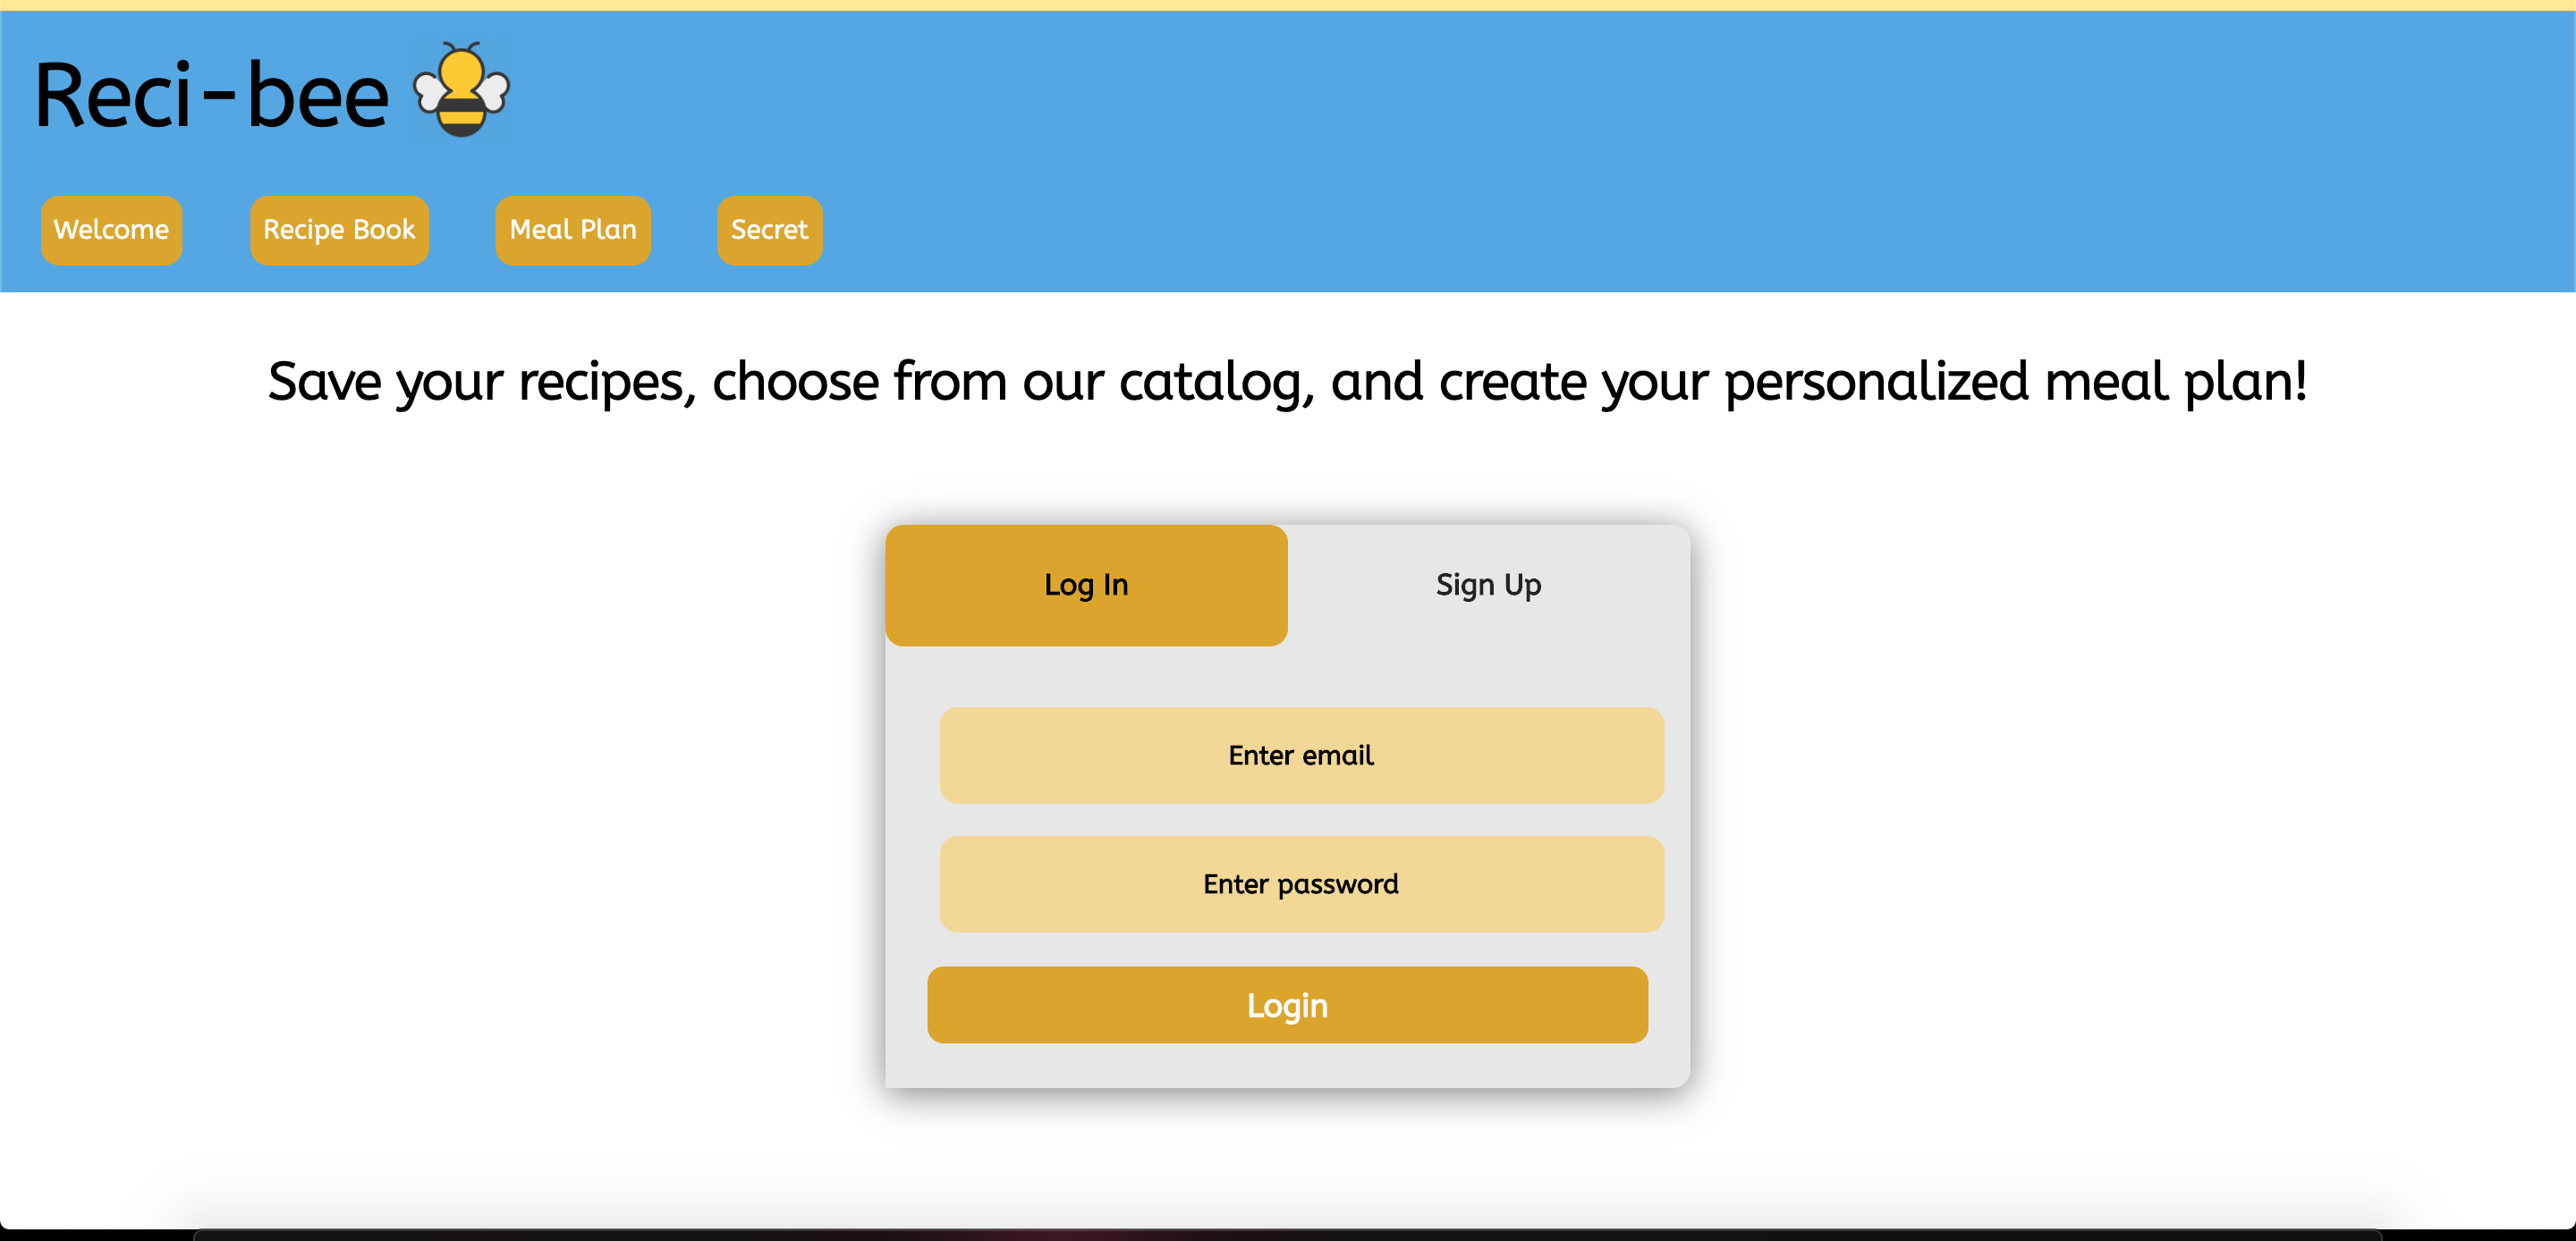 Reci-bee
Welcome Recipe Book Meal Plan Secret
Save your recipes, choose from our catalog, and create your personalized meal plan!
Log In Sign Up
Enter email
Enter password
Login